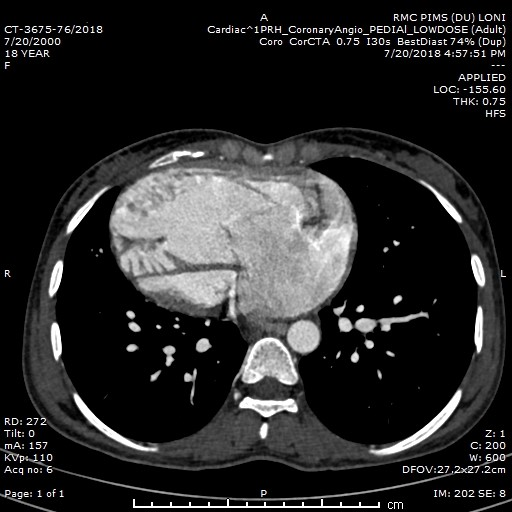 A
RMC PIMS (DU) LONI
CT-3675-76/2018
Cardiac^1PRH_CoronaryAngio_PEDIAl_LOWDOSE (Adult)
7/20/2000
Coro CorCTA 0.75 I30s BestDiast 74% (Dup)
18 YEAR
7/20/2018 4:57:51 PM
F
---
APPLIED
LOC: -155.60
THK: 0.75
HFS
R
L
RD: 272
Tilt: 0
mA: 157
KVp: 110
Acq no: 6
Page: 1 of 1
Z: 1
C: 200
W: 600
DFOV:27.2x27.2cm
IM: 202 SE: 8
P
cm